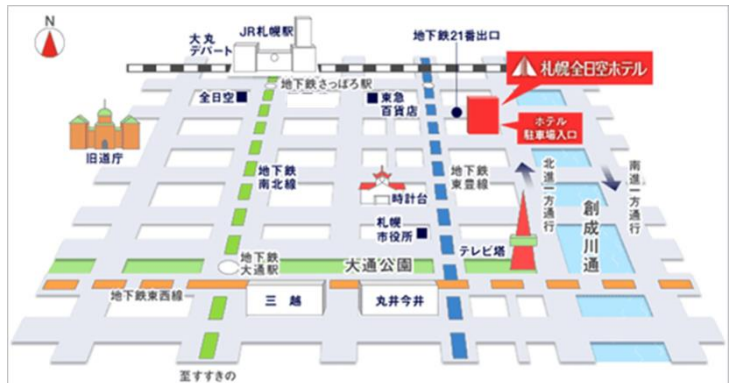 N
大丸
デパート
JR札幌駅
地下鉄21番出口
札幌全日空ホテル
地下鉄さっぽろ駅
全日空
東急
百貨店
ホテル
駐車場入口
旧道庁
地下鉄
南北線
地下鉄
東豊線
北進一方通行
南進一方通行
時計台
創成川通
札幌
市役所
テレビ塔
地下鉄
大通駅
大通公園
地下鉄東西線
三越
丸井今井
至すすきの